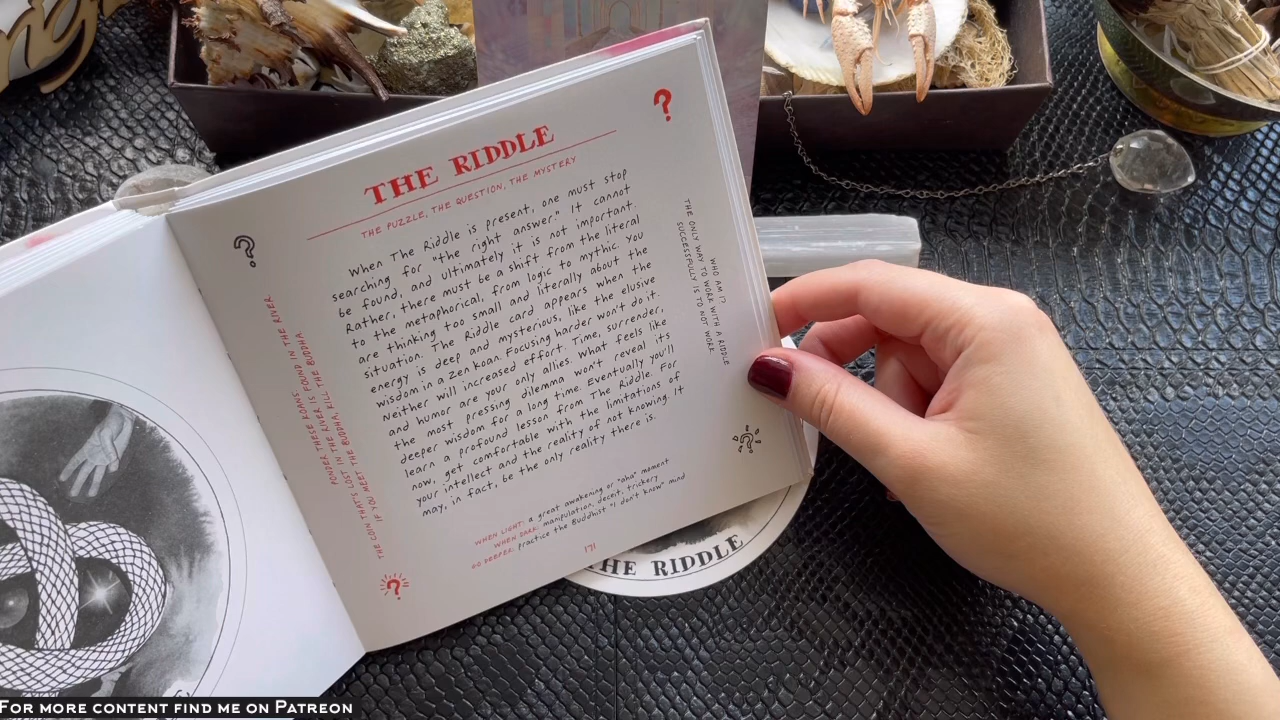 THE RIDDLE
THE PUZZLE, THE QUESTION, THE MYSTERY
When The Riddle is present, one must stop
searching for "the right answer." It cannot
be found, and ultimately it is not important.
Rather, there must be a shift from the literal
to the metaphorical, from logic to mythic. You
are thinking too small and literally about the
situation. The Riddle card appears when the
energy is deep and mysterious, like the elusive
wisdom in a Zen koan. Focusing harder won't do it.
Neither will increased effort. Time, surrender,
and humor are your only allies. What feels like
the most pressing dilemma won't reveal its
deeper wisdom for a long time. Eventually you'll
learn a profound lesson from The Riddle. For
now, get comfortable with the limitations of
your intellect and the reality of not knowing. It
may, in fact, be the only reality there is.
WHEN LIGHT: a great awakening or "aha" moment
WHEN DARK: manipulation, deceit, trickery
GO DEEPER: practice the Buddhist "I don't know" mind
191
PONDER THESE KOANS FOUND IN THE RIVER.
THE COIN THAT'S LOST IN THE RIVER IS FOUND IN THE RIVER.
IF YOU MEET THE BUDDHA, KILL THE BUDDHA.
WHO AM I?
THE ONLY WAY TO WORK WITH A RIDDLE
SUCCESSFULLY IS TO NOT WORK
THE RIDDLE
FOR MORE CONTENT FIND ME ON PATREON